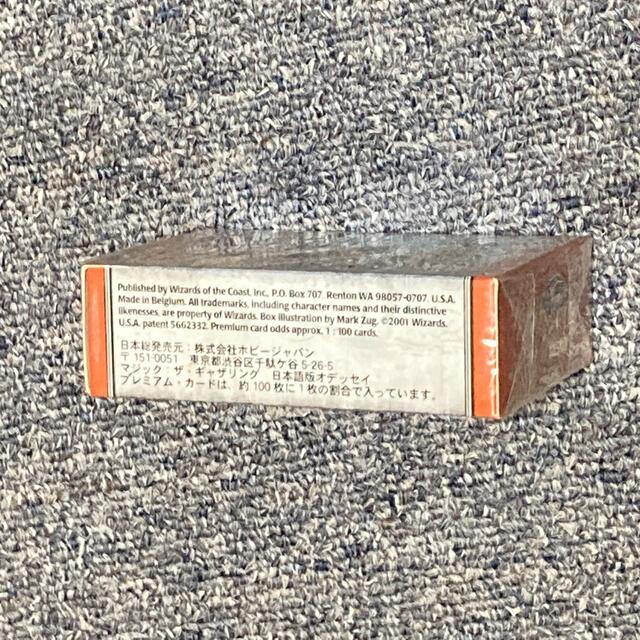 Published by Wizards of the Coast, Inc., P.O. Box 707, Renton WA 98057-0707, U.S.A.
Made in Belgium. All trademarks, including character names and their distinctive
likenesses, are property of Wizards. Box illustration by Mark Zug. ©2001 Wizards.
U.S.A. patent 5662332. Premium card odds approx. 1 : 100 cards.
日本総発売元：株式会社ホビージャパン
〒151-0051 東京都渋谷区千駄ケ谷 5-26-5
マジック：ザ・ギャザリング 日本語版オデッセイ
プレミアム・カードは、約 100 枚に 1 枚の割合で入っています。